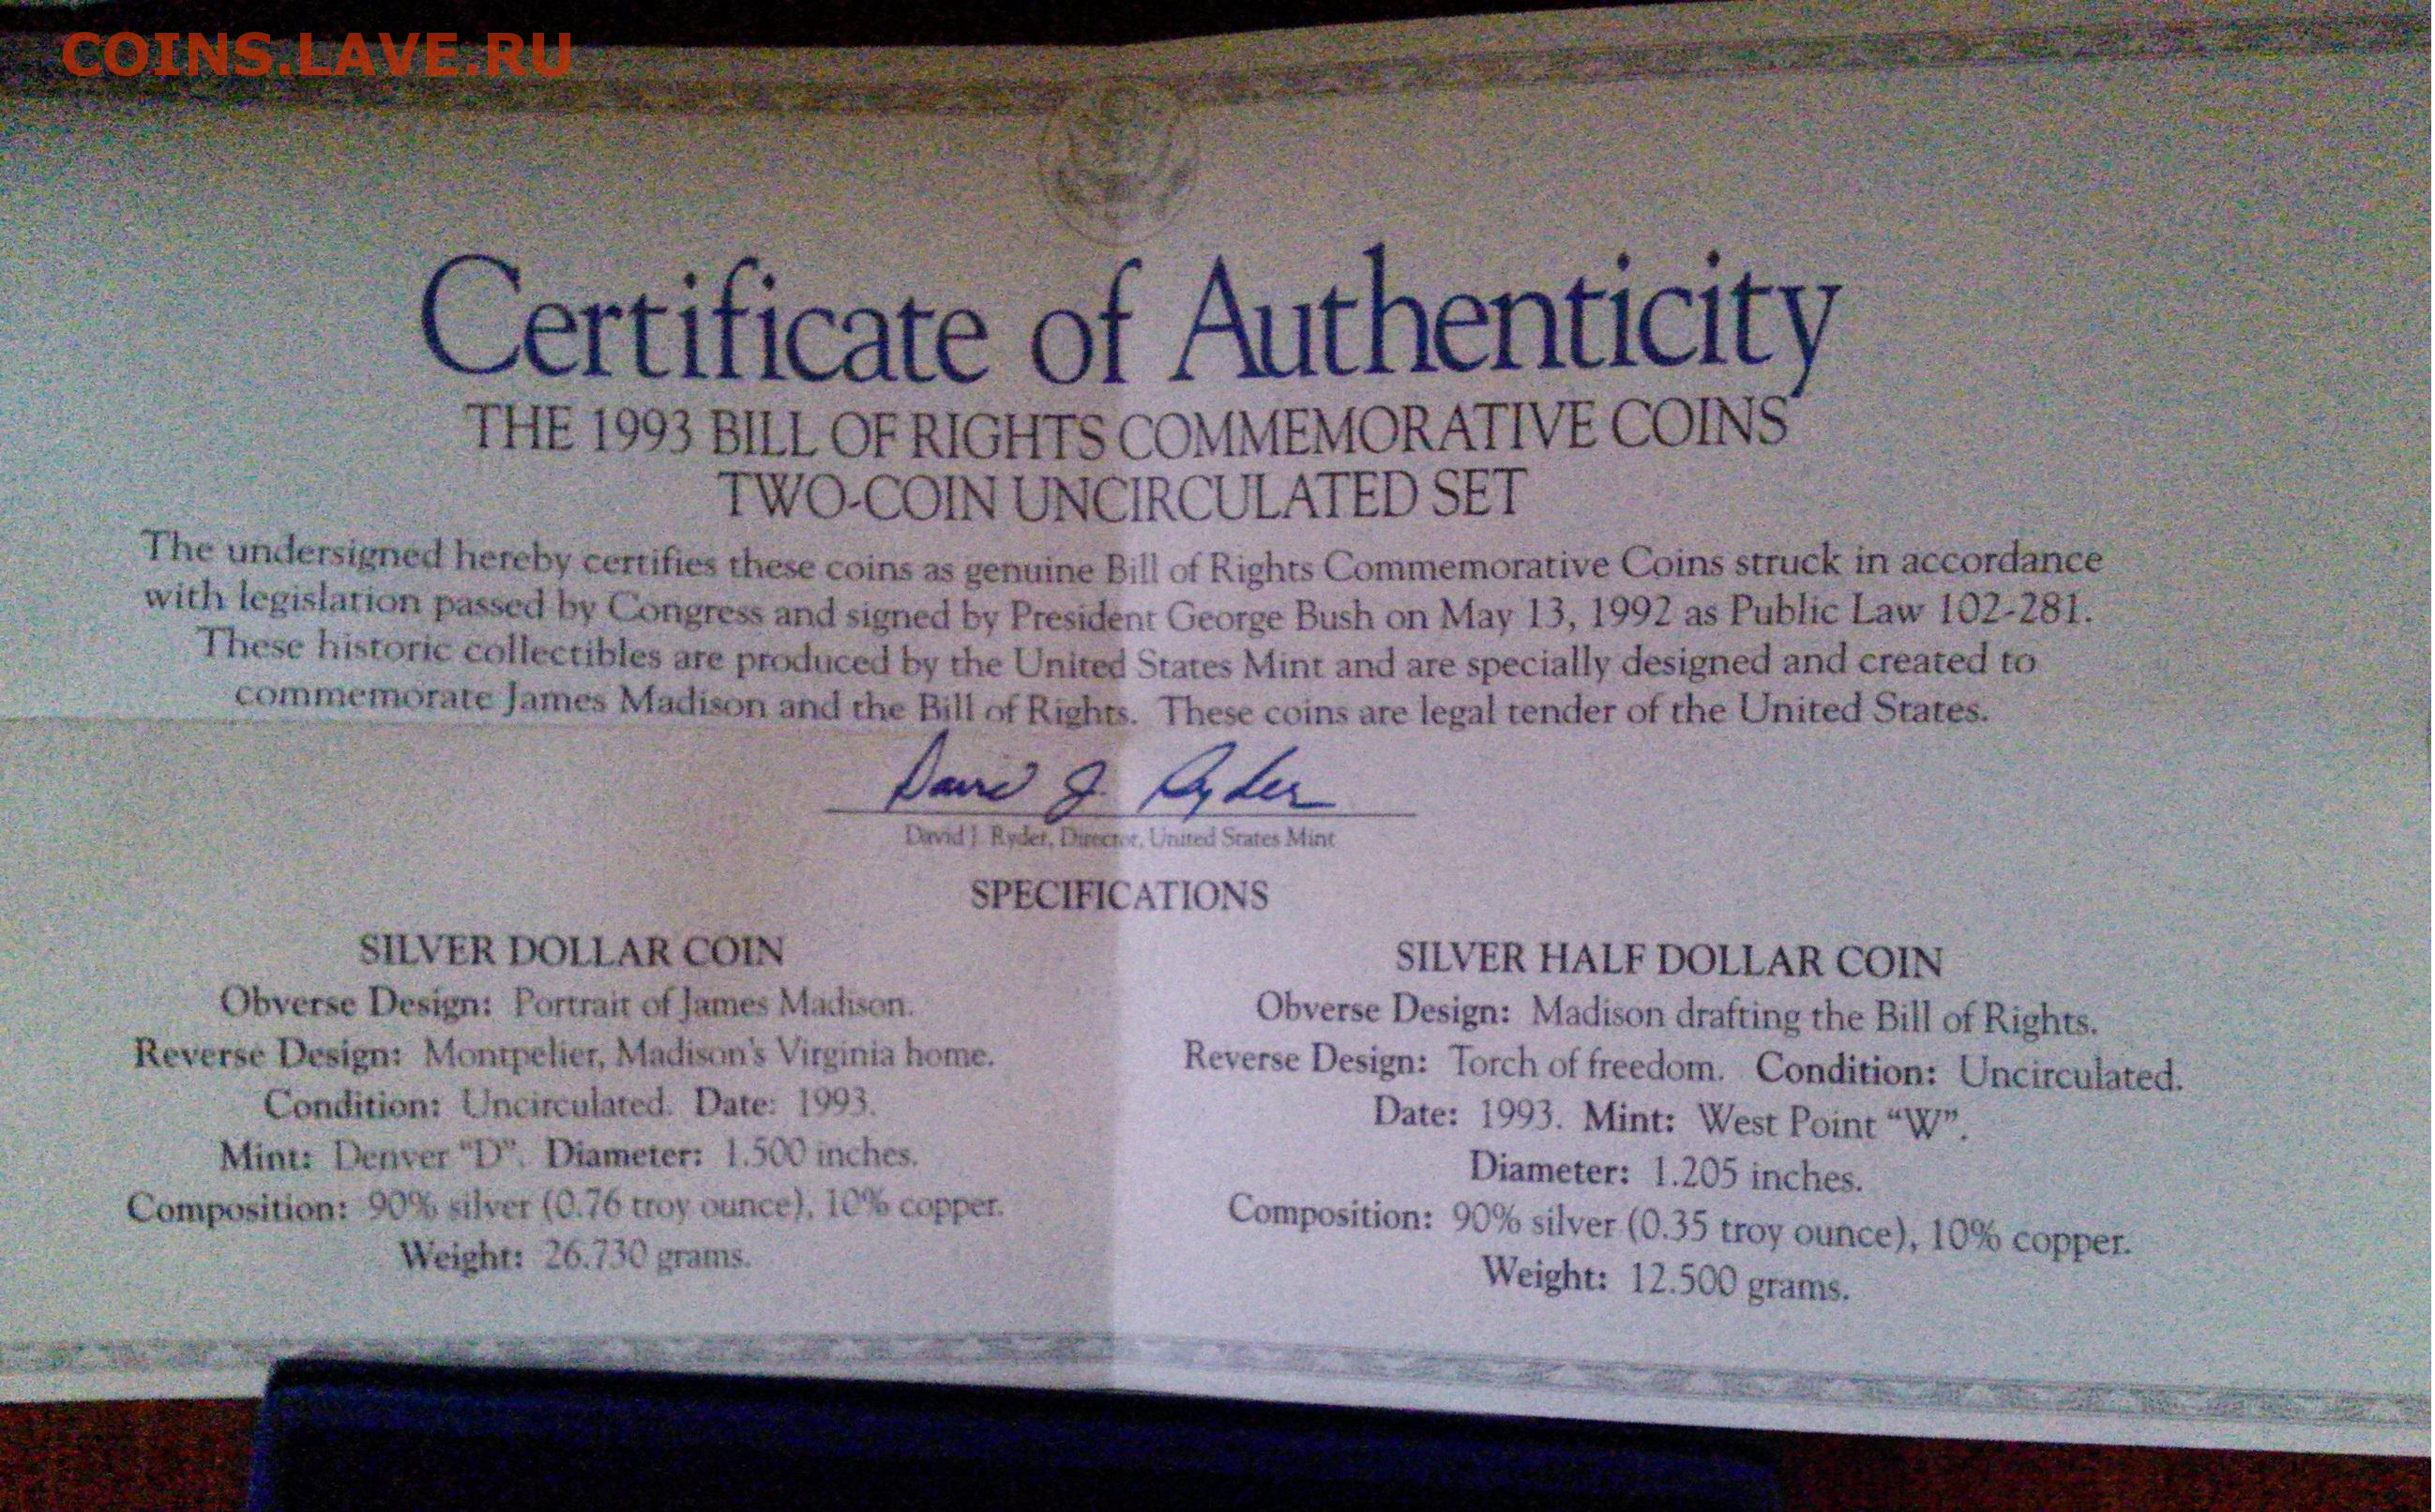 COINS.LAVE.RU
Certificate of Authenticity
THE 1993 BILL OF RIGHTS COMMEMORATIVE COINS
TWO-COIN UNCIRCULATED SET
The undersigned hereby certifies these coins as genuine Bill of Rights Commemorative Coins struck in accordance
with legislation passed by Congress and signed by President George Bush on May 13, 1992 as Public Law 102-281.
These historic collectibles are produced by the United States Mint and are specially designed and created to
commemorate James Madison and the Bill of Rights. These coins are legal tender of the United States.
David J. Ryder
David J. Ryder, Director, United States Mint
SPECIFICATIONS
SILVER DOLLAR COIN
Obverse Design: Portrait of James Madison.
Reverse Design: Montpelier, Madison's Virginia home.
Condition: Uncirculated. Date: 1993.
Mint: Denver "D". Diameter: 1.500 inches.
Composition: 90% silver (0.76 troy ounce), 10% copper.
Weight: 26.730 grams.
SILVER HALF DOLLAR COIN
Obverse Design: Madison drafting the Bill of Rights.
Reverse Design: Torch of freedom. Condition: Uncirculated.
Date: 1993. Mint: West Point “W”.
Diameter: 1.205 inches.
Composition: 90% silver (0.35 troy ounce), 10% copper.
Weight: 12.500 grams.